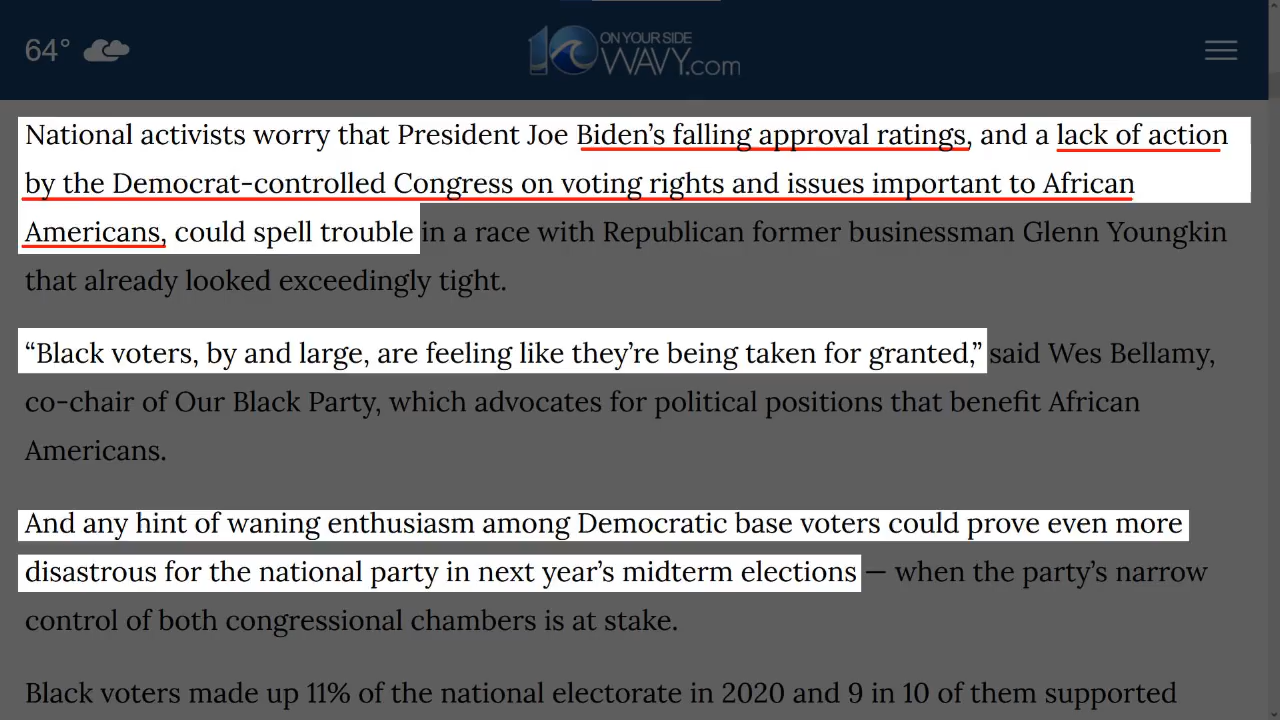 64°
10 ON YOUR SIDE
WAVY.com
National activists worry that President Joe Biden’s falling approval ratings, and a lack of action
by the Democrat-controlled Congress on voting rights and issues important to African
Americans, could spell trouble in a race with Republican former businessman Glenn Youngkin
that already looked exceedingly tight.
“Black voters, by and large, are feeling like they’re being taken for granted,” said Wes Bellamy,
co-chair of Our Black Party, which advocates for political positions that benefit African
Americans.
And any hint of waning enthusiasm among Democratic base voters could prove even more
disastrous for the national party in next year’s midterm elections — when the party’s narrow
control of both congressional chambers is at stake.
Black voters made up 11% of the national electorate in 2020 and 9 in 10 of them supported